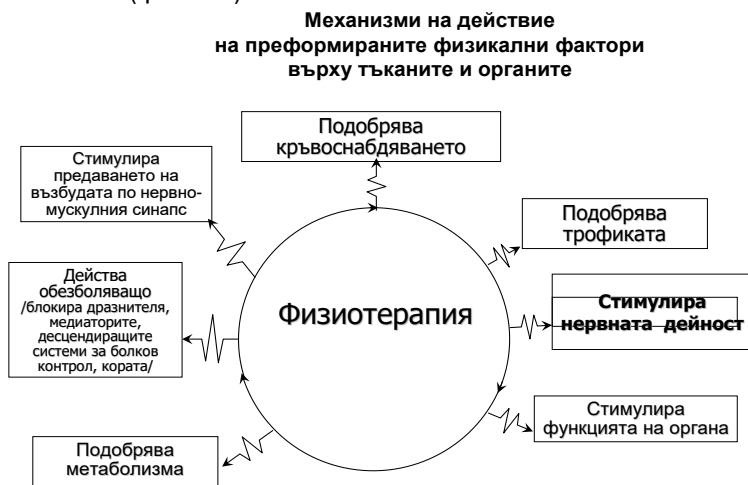 Механизми на действие
на преформираните физикални фактори
върху тъканите и органите
Подобрява
кръвоснабдяването
Стимулира
предаването на
възбудата по нервно-
мускулния синапс
Подобрява
трофиката
Действа
обезболяващо
/блокира дразнителя,
медиаторите,
десцендиращите
системи за болков
контрол, кората/
Физиотерапия
Стимулира
нервната дейност
Стимулира
функцията на органа
Подобрява
метаболизма